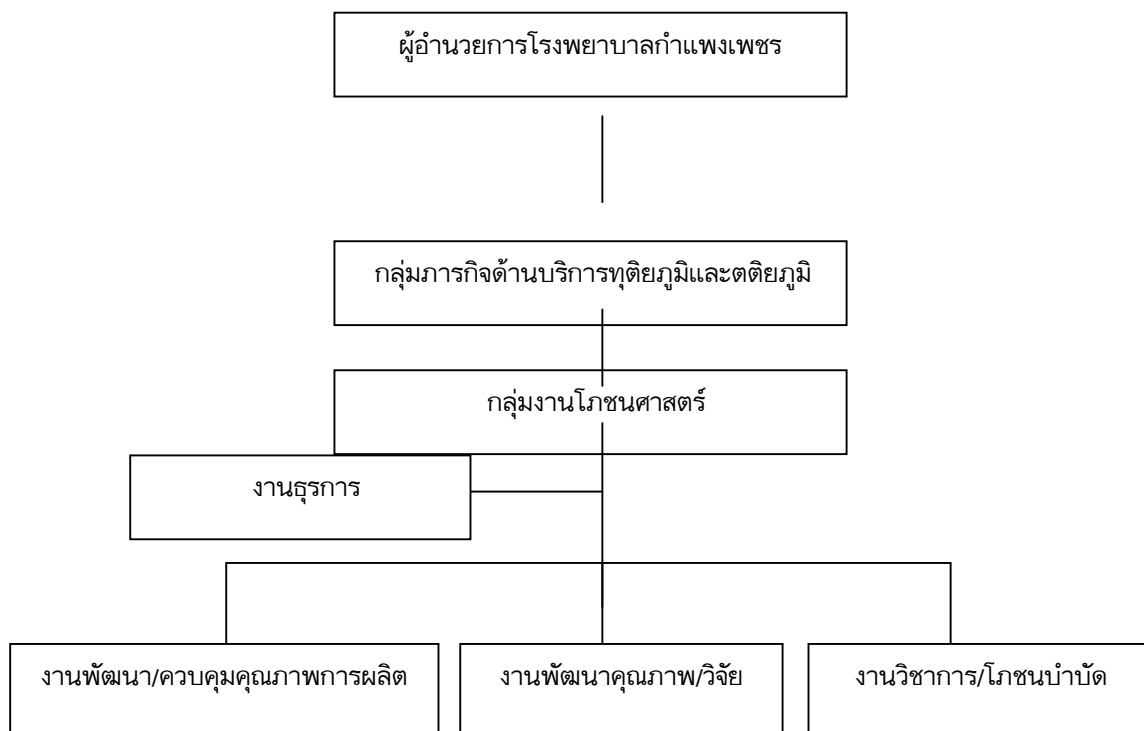 ผู้อำนวยการโรงพยาบาลกำแพงเพชร
กลุ่มภารกิจด้านบริการทุติยภูมิและตติยภูมิ
กลุ่มงานโภชนศาสตร์
งานธุรการ
งานพัฒนา/ควบคุมคุณภาพการผลิต
งานพัฒนาคุณภาพ/วิจัย
งานวิชาการ/โภชนบำบัด